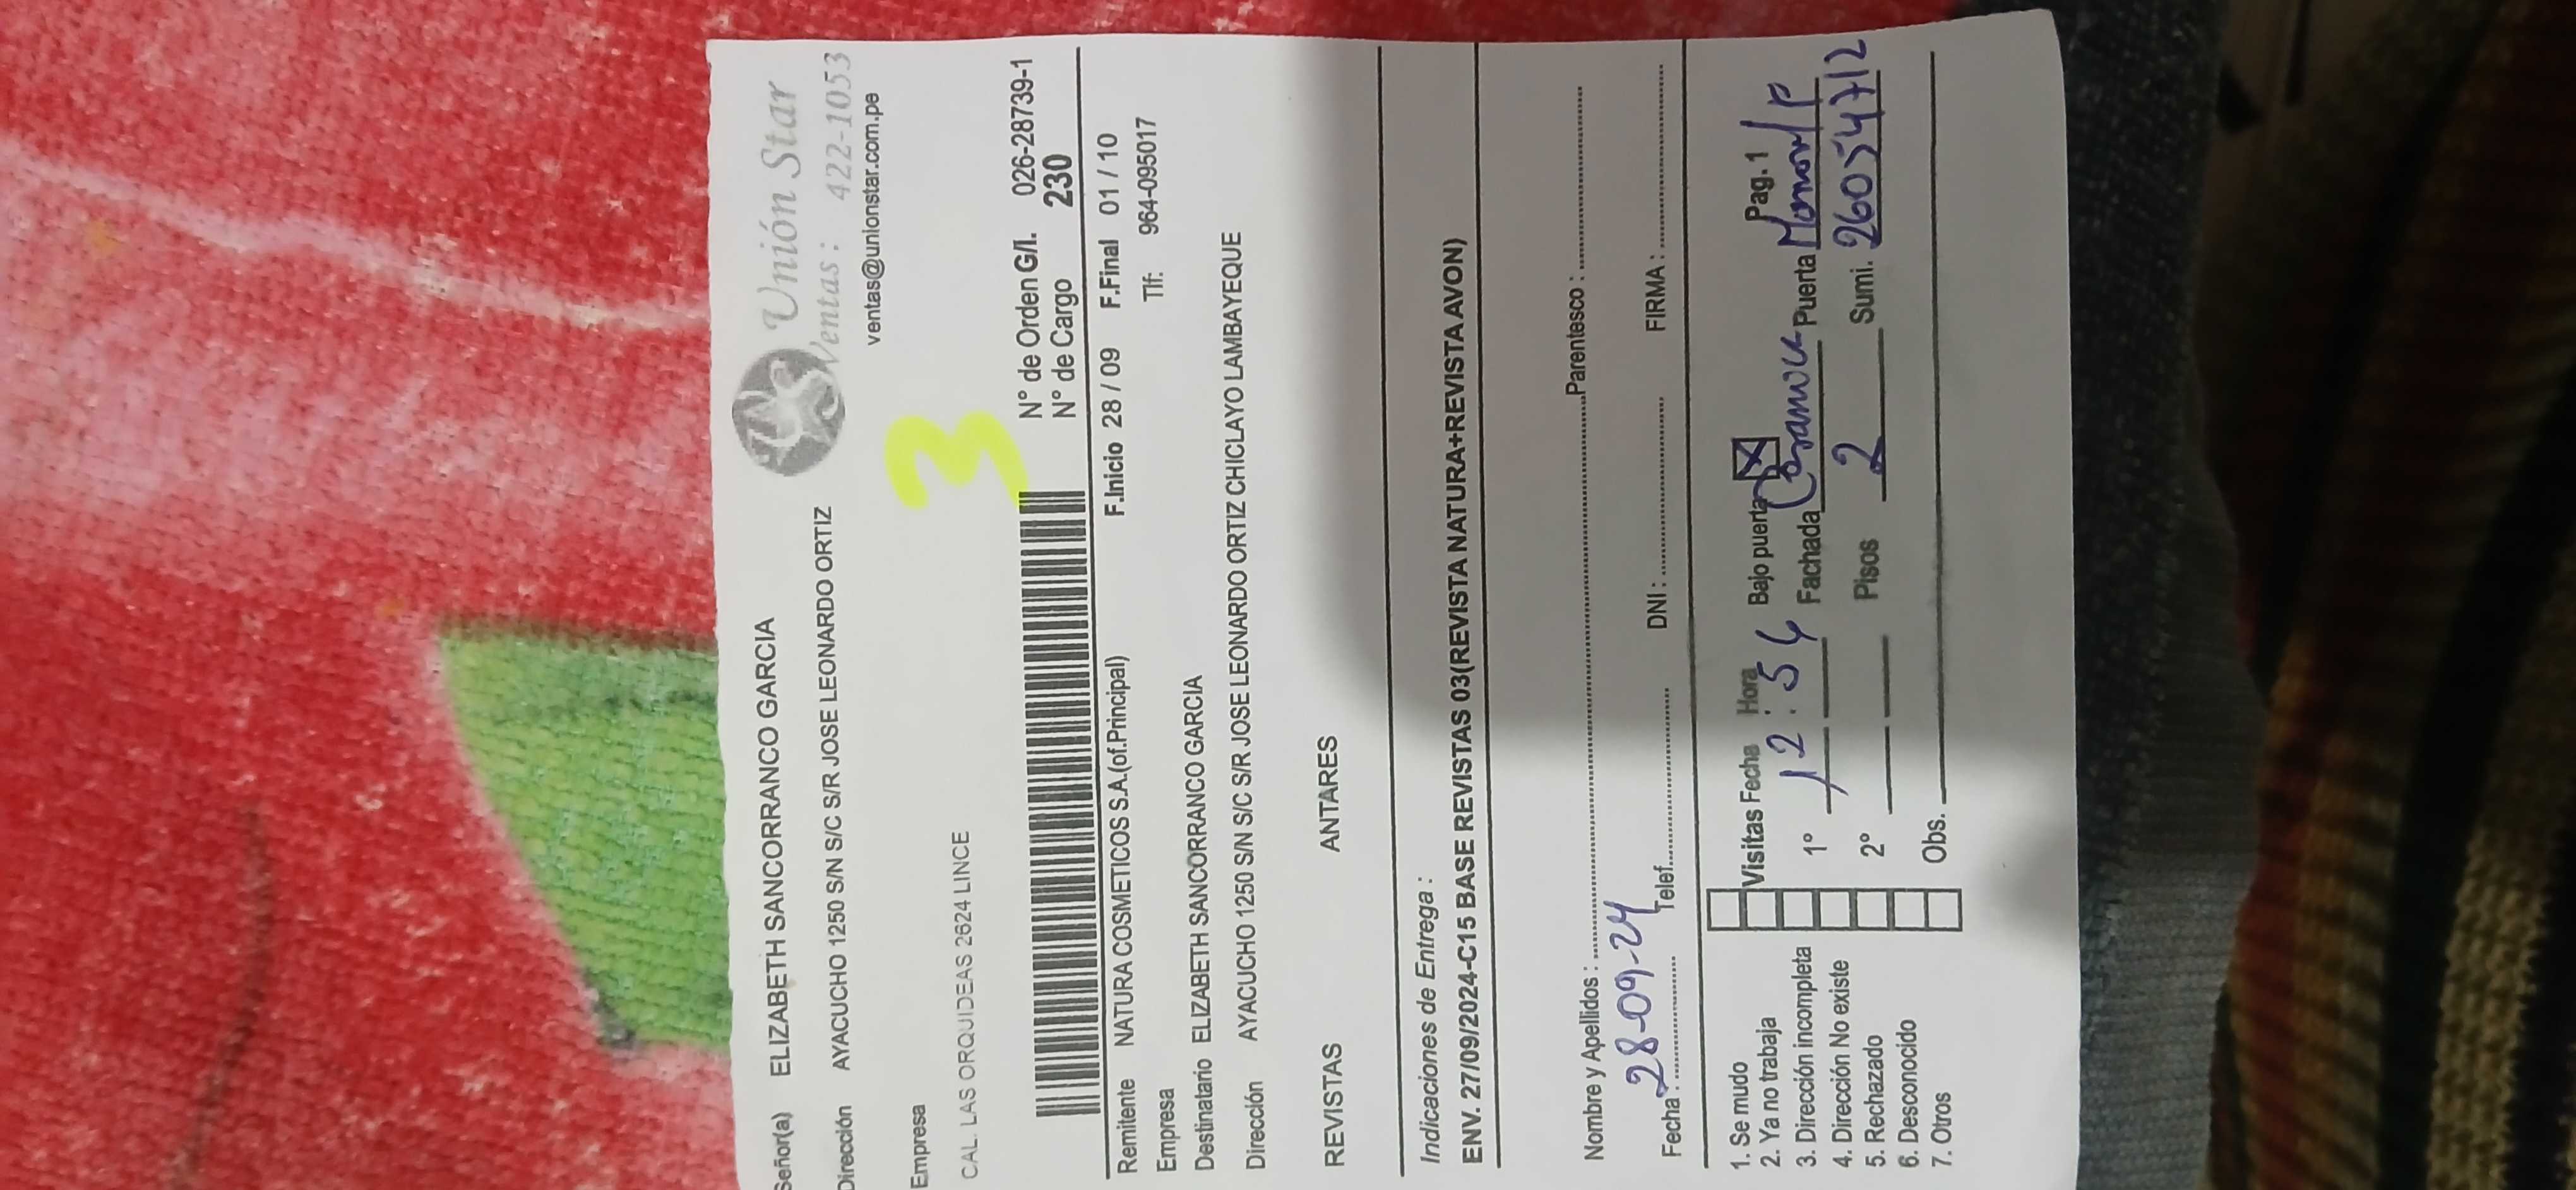 Señor(a) ELIZABETH SANCORRANCO GARCIA
Unión Star
Dirección AYACUCHO 1250 S/N S/C S/R JOSE LEONARDO ORTIZ
Ventas: 422-1053
ventas@unionstar.com.pe
Empresa
3
CAL. LAS ORQUIDEAS 2624 LINCE
N° de Orden G/I. 026-28739-1
N° de Cargo 230
Remitente NATURA COSMETICOS S.A.(of.Principal) F.Inicio 28 / 09 F.Final 01 / 10
Empresa Tlf: 964-095017
Destinatario ELIZABETH SANCORRANCO GARCIA
Dirección AYACUCHO 1250 S/N S/C S/R JOSE LEONARDO ORTIZ CHICLAYO LAMBAYEQUE
REVISTAS ANTARES
Indicaciones de Entrega :
ENV. 27/09/2024-C15 BASE REVISTAS 03(REVISTA NATURA+REVISTA AVON)
Nombre y Apellidos : Parentesco :
Fecha : 28-09-24 Telef. DNI : FIRMA :
1. Se mudo
2. Ya no trabaja
3. Dirección incompleta
4. Dirección No existe
5. Rechazado
6. Desconocido
7. Otros
Visitas Fecha Hora Bajo puerta X Pag. 1
1° 12:54 Fachada Puerta
2° Pisos 2 Sumi. 26054712
Obs.